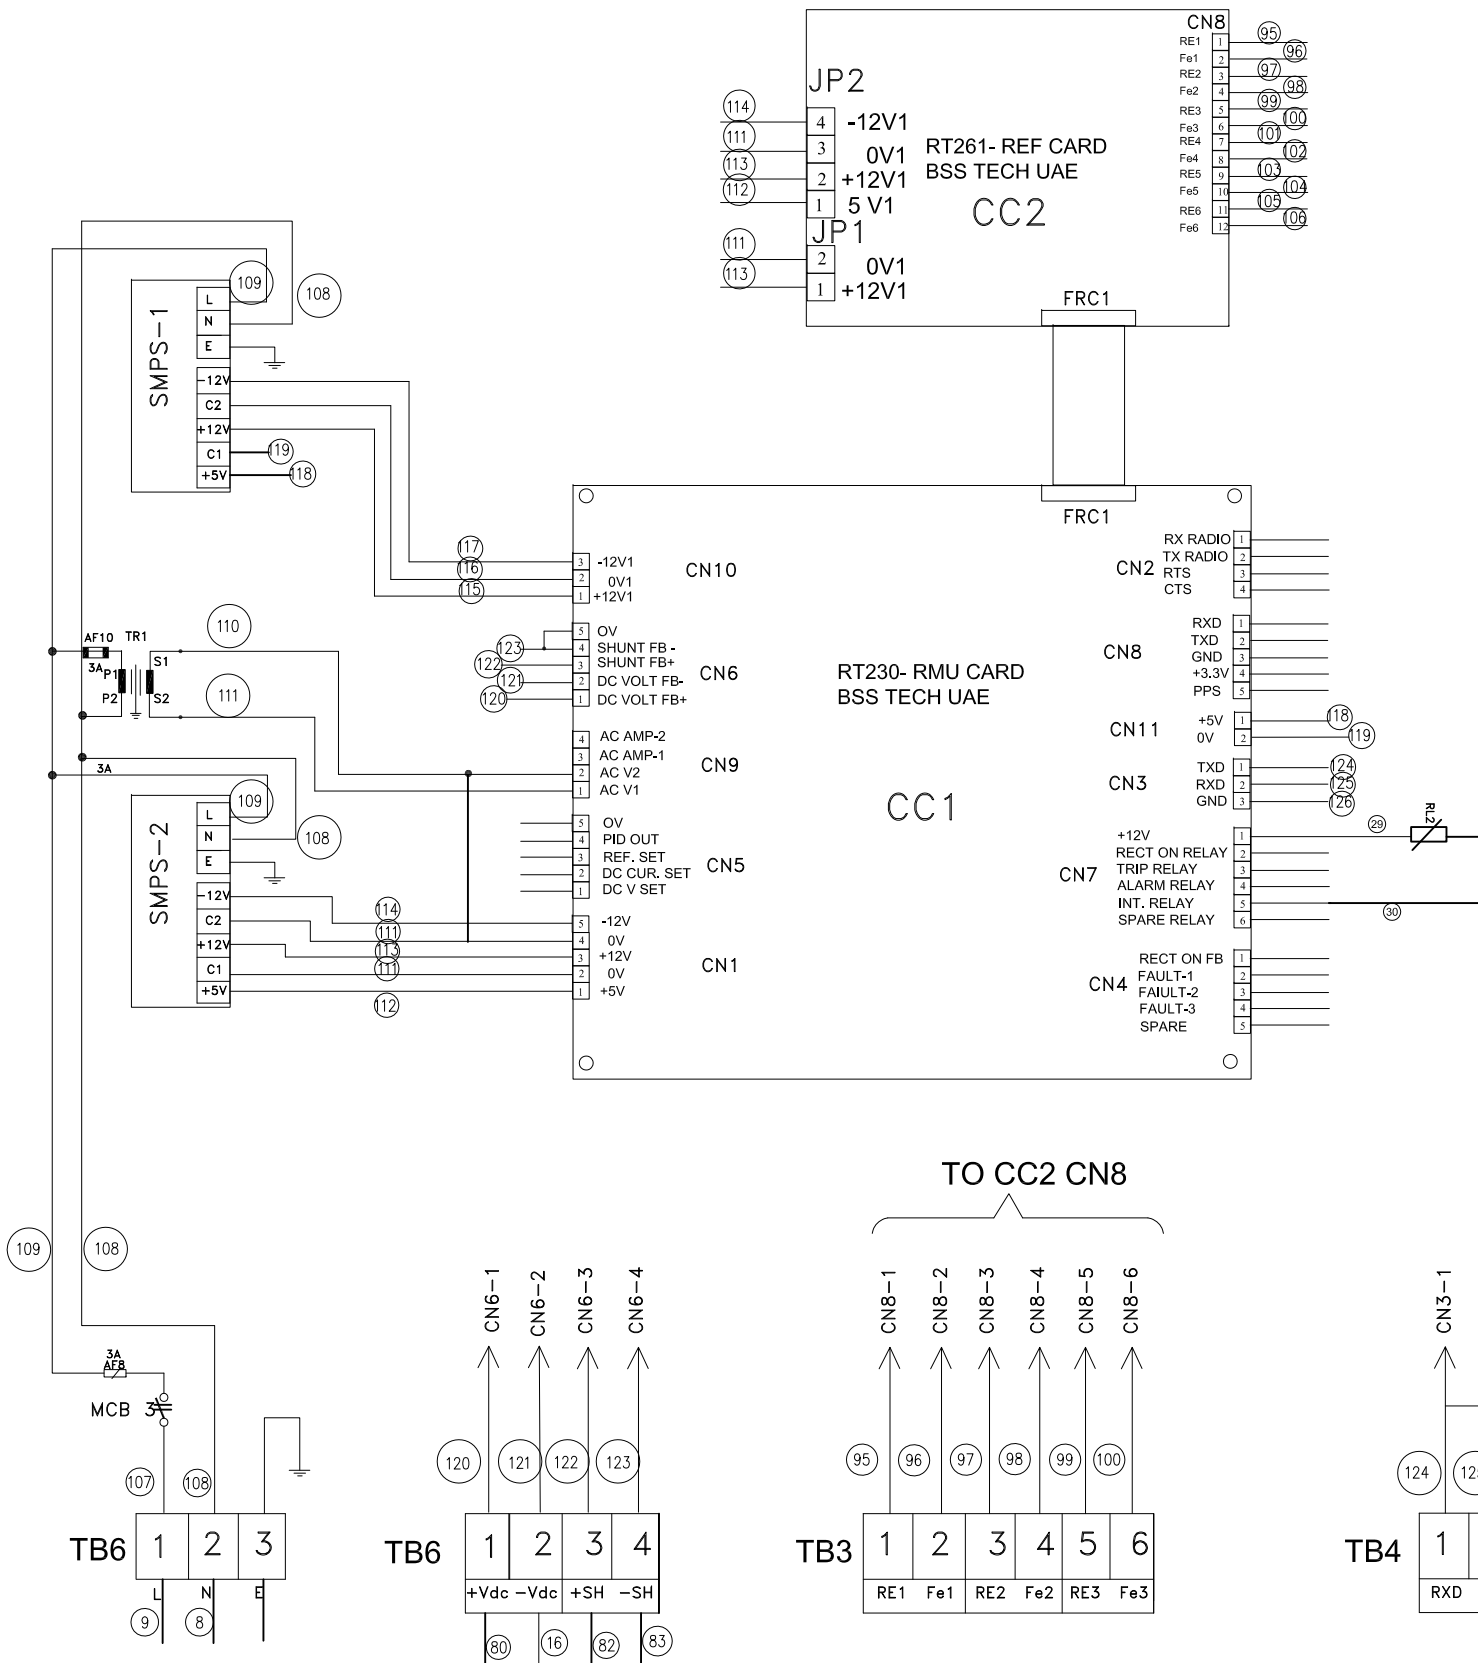 CN8
RE1 1 95
Fe1 2 96
RE2 3 97
Fe2 4 98
RE3 5 99
Fe3 6 100
RE4 7 101
Fe4 8 102
RE5 9 103
Fe5 10 104
RE6 11 105
Fe6 12 106
JP2
114 4 -12V1
111 3 0V1
113 2 +12V1
112 1 5 V1
JP1
111 2 0V1
113 1 +12V1
RT261- REF CARD
BSS TECH UAE
CC2
FRC1
FRC1
SMPS-1
109
108
L
N
E
-12V
C2
+12V
C1 119
+5V 118
117 3 -12V1
116 2 0V1
115 1 +12V1
CN10
5 OV
123 4 SHUNT FB -
122 3 SHUNT FB+
121 2 DC VOLT FB-
120 1 DC VOLT FB+
CN6
AF10 TR1
3A
P1 S1
P2 S2
110
111
4 AC AMP-2
3 AC AMP-1
2 AC V2
1 AC V1
CN9
3A
5 OV
4 PID OUT
3 REF. SET
2 DC CUR. SET
1 DC V SET
CN5
SMPS-2
109
108
L
N
E
-12V
C2
+12V
C1
+5V
114 5 -12V
111 4 0V
113 3 +12V
111 2 0V
112 1 +5V
CN1
RT230- RMU CARD
BSS TECH UAE
CC1
CN2
RX RADIO 1
TX RADIO 2
RTS 3
CTS 4
CN8
RXD 1
TXD 2
GND 3
+3.3V 4
PPS 5
CN11
+5V 1 118
0V 2 119
CN3
TXD 1 124
RXD 2 125
GND 3 126
CN7
+12V 1 29 RL2
RECT ON RELAY 2
TRIP RELAY 3
ALARM RELAY 4
INT. RELAY 5 30
SPARE RELAY 6
CN4
RECT ON FB 1
FAULT-1 2
FAIULT-2 3
FAULT-3 4
SPARE 5
109
108
3A
AF8
MCB 3
107 108
TB6 1 2 3
L N E
9 8
CN6-1 CN6-2 CN6-3 CN6-4
120 121 122 123
TB6 1 2 3 4
+Vdc -Vdc +SH -SH
80 16 82 83
TO CC2 CN8
CN8-1 CN8-2 CN8-3 CN8-4 CN8-5 CN8-6
95 96 97 98 99 100
TB3 1 2 3 4 5 6
RE1 Fe1 RE2 Fe2 RE3 Fe3
CN3-1
124
TB4 1
RXD